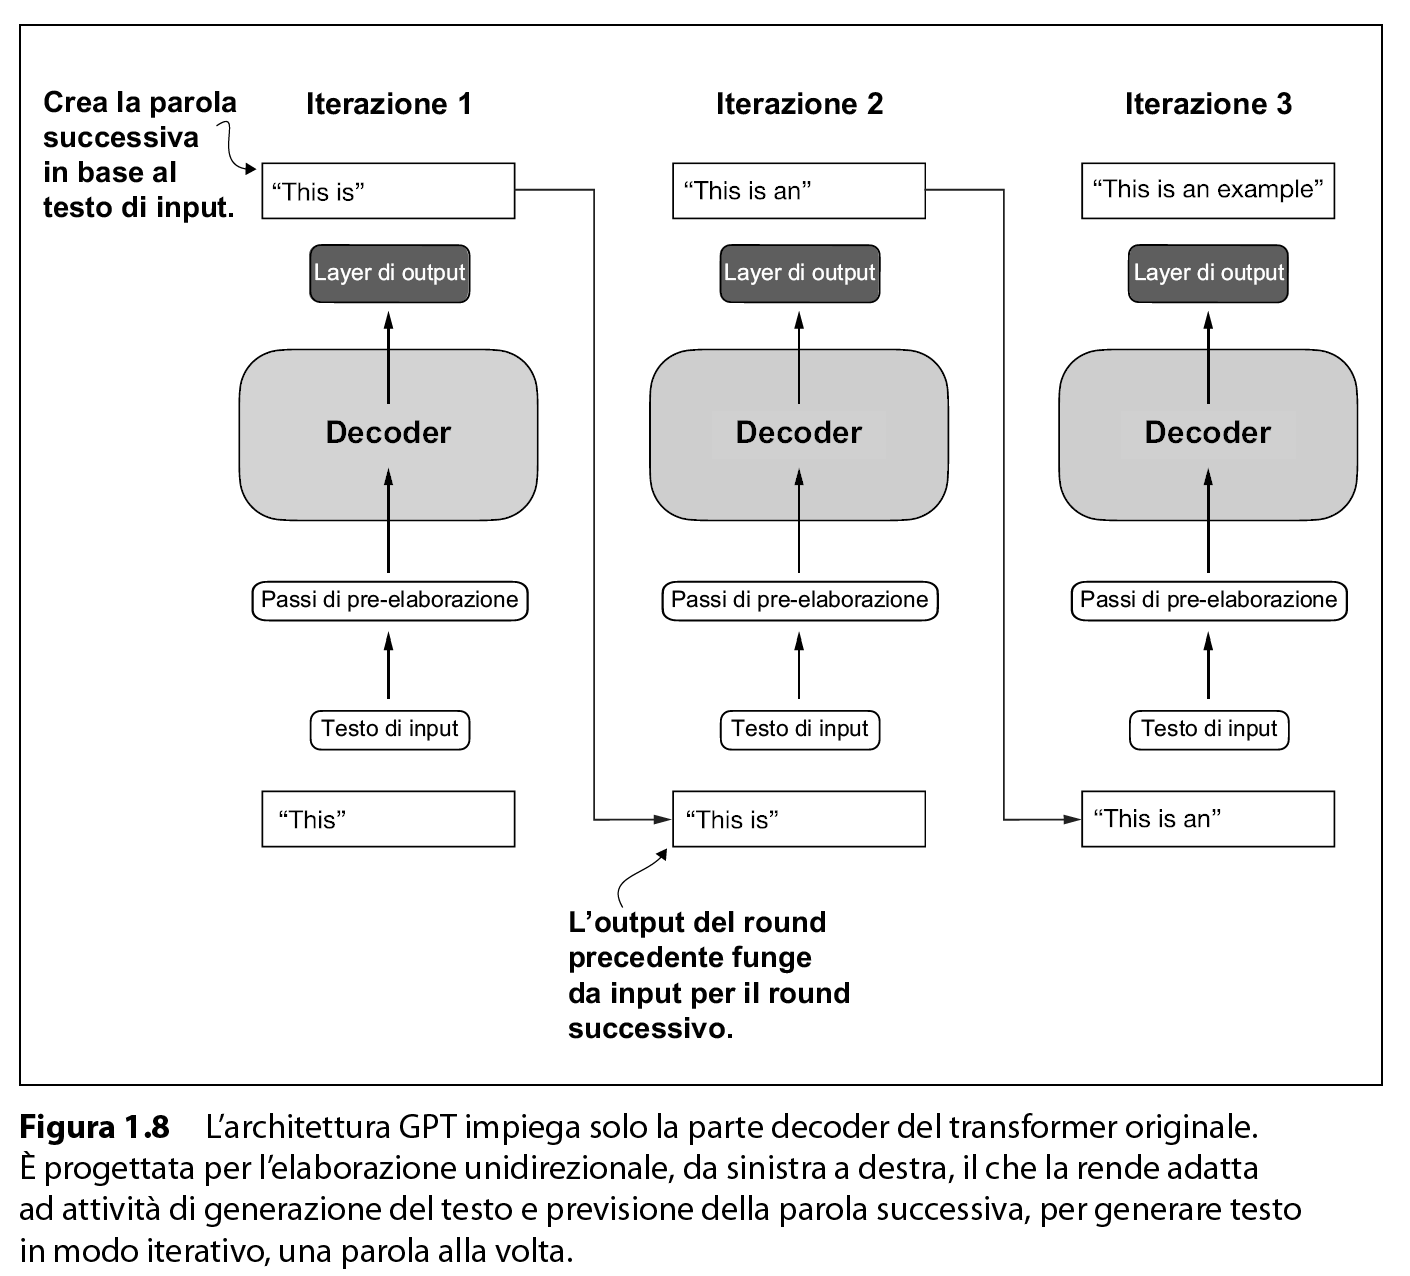 Crea la parola
successiva
in base al
testo di input.
Iterazione 1
“This is”
Layer di output
Decoder
Passi di pre-elaborazione
Testo di input
“This”
Iterazione 2
“This is an”
Layer di output
Decoder
Passi di pre-elaborazione
Testo di input
“This is”
L’output del round
precedente funge
da input per il round
successivo.
Iterazione 3
“This is an example”
Layer di output
Decoder
Passi di pre-elaborazione
Testo di input
“This is an”
Figura 1.8 L’architettura GPT impiega solo la parte decoder del transformer originale.
È progettata per l’elaborazione unidirezionale, da sinistra a destra, il che la rende adatta
ad attività di generazione del testo e previsione della parola successiva, per generare testo
in modo iterativo, una parola alla volta.